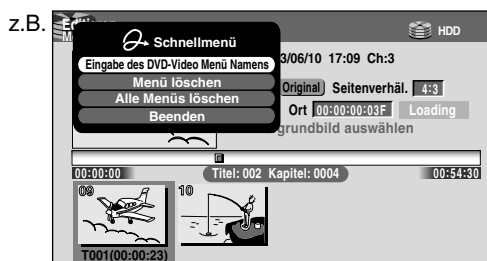 z.B.
Editieren
HDD
Schnellmenü
3/06/10 17:09 Ch:3
Eingabe des DVD-Video Menü Namens
Menü löschen
Original Seitenverhäl. 4:3
Alle Menüs löschen
Ort 00:00:00:03F Loading
Beenden
grundbild auswählen
00:00:00 Titel: 002 Kapitel: 0004 00:54:30
09 10
T001(00:00:23)